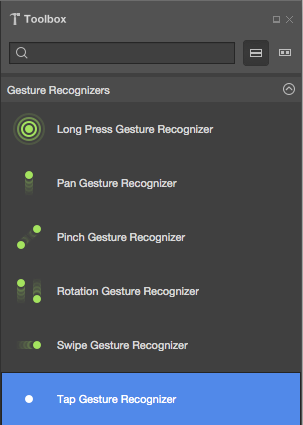 Toolbox
Gesture Recognizers
Long Press Gesture Recognizer
Pan Gesture Recognizer
Pinch Gesture Recognizer
Rotation Gesture Recognizer
Swipe Gesture Recognizer
Tap Gesture Recognizer